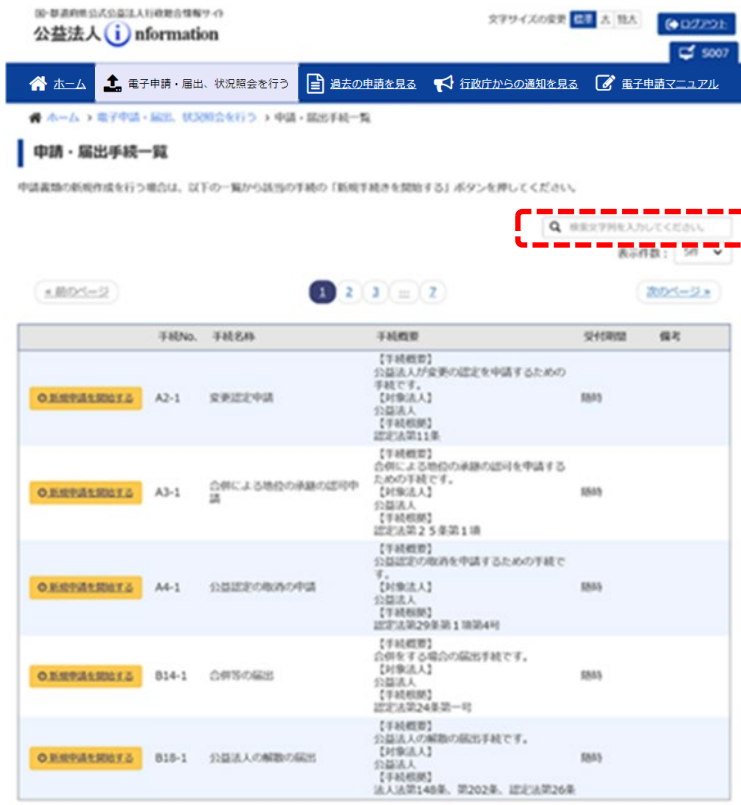 国・都道府県公式公益法人行政総合情報サイト
公益法人 information
文字サイズの変更 標準 大 特大
ログアウト
5007
ホーム
電子申請・届出、状況照会を行う
過去の申請を見る
行政庁からの通知を見る
電子申請マニュアル
ホーム › 電子申請・届出、状況照会を行う › 申請・届出手続一覧
申請・届出手続一覧
申請書類の新規作成を行う場合は、以下の一覧から該当の手続の「新規手続きを開始する」ボタンを押してください。
検索文字列を入力してください。
表示件数： 5件
«前のページ
1 2 3 … 7
次のページ»
手続No. 手続名称 手続概要 受付期間 備考
新規申請を開始する A2-1 変更認定申請
【手続概要】
公益法人が変更の認定を申請するための
手続です。
【対象法人】
公益法人
【手続根拠】
認定法第11条
随時
新規申請を開始する A3-1 合併による地位の承継の認可申
請
【手続概要】
合併による地位の承継の認可を申請する
ための手続です。
【対象法人】
公益法人
【手続根拠】
認定法第２５条第１項
随時
新規申請を開始する A4-1 公益認定の取消の申請
【手続概要】
公益認定の取消を申請するための手続で
す。
【対象法人】
公益法人
【手続根拠】
認定法第29条第１項第4号
随時
新規申請を開始する B14-1 合併等の届出
【手続概要】
合併をする場合の届出手続です。
【対象法人】
公益法人
【手続根拠】
認定法第24条第一号
随時
新規申請を開始する B18-1 公益法人の解散の届出
【手続概要】
公益法人の解散の届出手続です。
【対象法人】
公益法人
【手続根拠】
法人法第148条、第202条、認定法第26条
随時